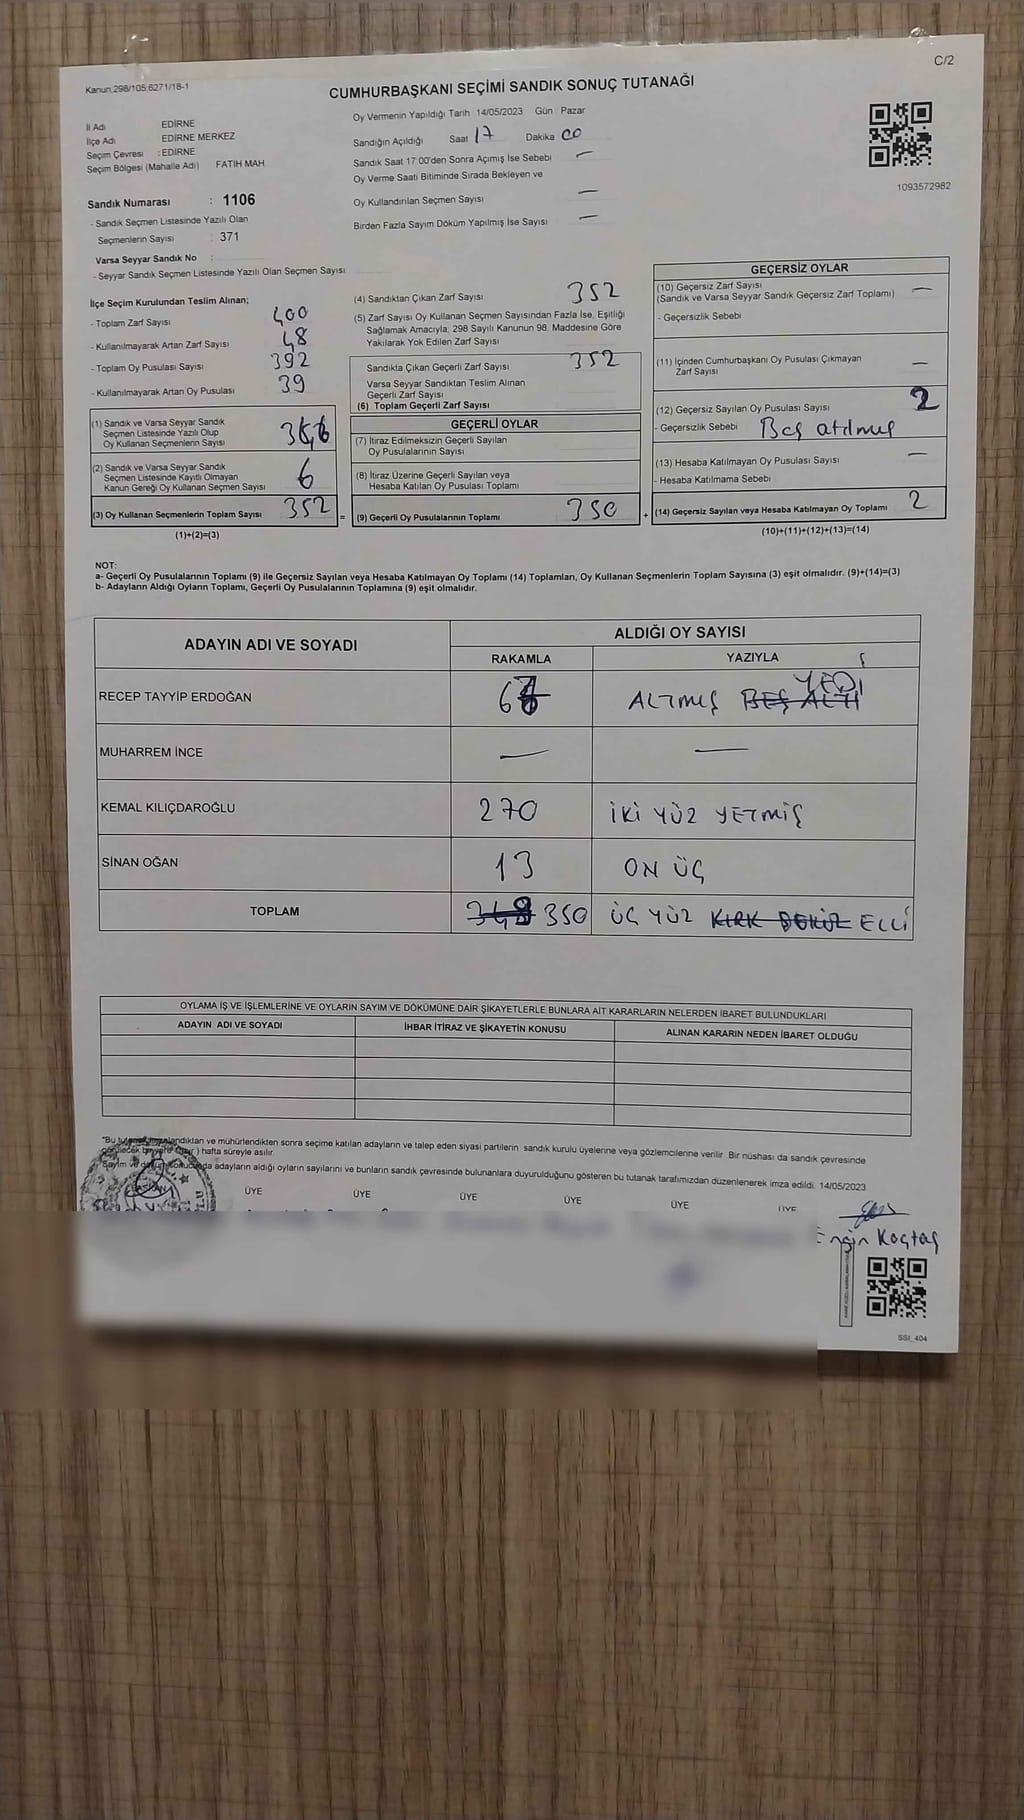 C/2
Kanun:298/105,6271/18-1
CUMHURBAŞKANI SEÇİMİ SANDIK SONUÇ TUTANAĞI
İl Adı EDİRNE
İlçe Adı EDİRNE MERKEZ
Seçim Çevresi : EDİRNE
Seçim Bölgesi (Mahalle Adı) FATİH MAH
Sandık Numarası : 1106
- Sandık Seçmen Listesinde Yazılı Olan
Seçmenlerin Sayısı : 371
Varsa Seyyar Sandık No :
- Seyyar Sandık Seçmen Listesinde Yazılı Olan Seçmen Sayısı
Oy Vermenin Yapıldığı Tarih 14/05/2023 Gün Pazar
Sandığın Açıldığı Saat 17 Dakika 00
Sandık Saat 17:00'den Sonra Açımış İse Sebebi —
Oy Verme Saati Bitiminde Sırada Bekleyen ve
Oy Kullandırılan Seçmen Sayısı —
Birden Fazla Sayım Döküm Yapılmış İse Sayısı —
1093572982
İlçe Seçim Kurulundan Teslim Alınan;
- Toplam Zarf Sayısı 400
- Kullanılmayarak Artan Zarf Sayısı 48
- Toplam Oy Pusulası Sayısı 392
- Kullanılmayarak Artan Oy Pusulası 39
(1) Sandık ve Varsa Seyyar Sandık
Seçmen Listesinde Yazılı Olup
Oy Kullanan Seçmenlerin Sayısı
(2) Sandık ve Varsa Seyyar Sandık
Seçmen Listesinde Kayıtlı Olmayan
Kanun Gereği Oy Kullanan Seçmen Sayısı 6
(3) Oy Kullanan Seçmenlerin Toplam Sayısı 352
(1)+(2)=(3)
(4) Sandıktan Çıkan Zarf Sayısı 352
(5) Zarf Sayısı Oy Kullanan Seçmen Sayısından Fazla İse, Eşitliği
Sağlamak Amacıyla, 298 Sayılı Kanunun 98. Maddesine Göre
Yakılarak Yok Edilen Zarf Sayısı
Sandıkta Çıkan Geçerli Zarf Sayısı 352
Varsa Seyyar Sandıktan Teslim Alınan
Geçerli Zarf Sayısı
(6) Toplam Geçerli Zarf Sayısı
GEÇERLİ OYLAR
(7) İtiraz Edilmeksizin Geçerli Sayılan
Oy Pusulalarının Sayısı
(8) İtiraz Üzerine Geçerli Sayılan veya
Hesaba Katılan Oy Pusulası Toplamı
= (9) Geçerli Oy Pusulalarının Toplamı 350
GEÇERSİZ OYLAR
(10) Geçersiz Zarf Sayısı —
(Sandık ve Varsa Seyyar Sandık Geçersiz Zarf Toplamı)
- Geçersizlik Sebebi
(11) İçinden Cumhurbaşkanı Oy Pusulası Çıkmayan
Zarf Sayısı —
(12) Geçersiz Sayılan Oy Pusulası Sayısı 2
- Geçersizlik Sebebi Boş atılmış
(13) Hesaba Katılmayan Oy Pusulası Sayısı —
- Hesaba Katılmama Sebebi
+ (14) Geçersiz Sayılan veya Hesaba Katılmayan Oy Toplamı 2
(10)+(11)+(12)+(13)=(14)
NOT:
a- Geçerli Oy Pusulalarının Toplamı (9) ile Geçersiz Sayılan veya Hesaba Katılmayan Oy Toplamı (14) Toplamları, Oy Kullanan Seçmenlerin Toplam Sayısına (3) eşit olmalıdır. (9)+(14)=(3)
b- Adayların Aldığı Oyların Toplamı, Geçerli Oy Pusulalarının Toplamına (9) eşit olmalıdır.
ADAYIN ADI VE SOYADI ALDIĞI OY SAYISI
RAKAMLA YAZIYLA
RECEP TAYYİP ERDOĞAN 67 ALTMIŞ BEŞ ALTI YEDİ
MUHARREM İNCE — —
KEMAL KILIÇDAROĞLU 270 İKİ YÜZ YETMİŞ
SİNAN OĞAN 13 ON ÜÇ
TOPLAM 350 ÜÇ YÜZ KIRK SEKİZ ELLİ
OYLAMA İŞ VE İŞLEMLERİNE VE OYLARIN SAYIM VE DÖKÜMÜNE DAİR ŞİKAYETLERLE BUNLARA AİT KARARLARIN NELERDEN İBARET BULUNDUKLARI
ADAYIN ADI VE SOYADI İHBAR İTİRAZ VE ŞİKAYETİN KONUSU ALINAN KARARIN NEDEN İBARET OLDUĞU
*Bu imzalandıktan ve mühürlendikten sonra seçime katılan adayların ve talep eden siyasi partilerin sandık kurulu üyelerine veya gözlemcilerine verilir. Bir nüshası da sandık çevresinde
hafta süreyle asılır.
Sayım ve adayların aldığı oyların sayılarını ve bunların sandık çevresinde bulunanlara duyurulduğunu gösteren bu tutanak tarafımızdan düzenlenerek imza edildi. 14/05/2023
BAŞKAN ÜYE ÜYE ÜYE ÜYE ÜYE ÜYE
Engin Koçtaş
SSI_404